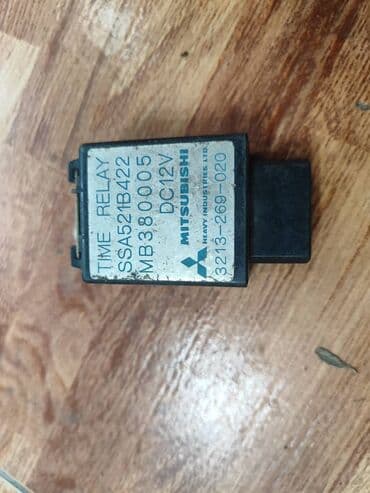 TIME RELAY
SSA521B422
MB380005
DC12V
MITSUBISHI
HEAVY INDUSTRIES, LTD.
3213-269-020